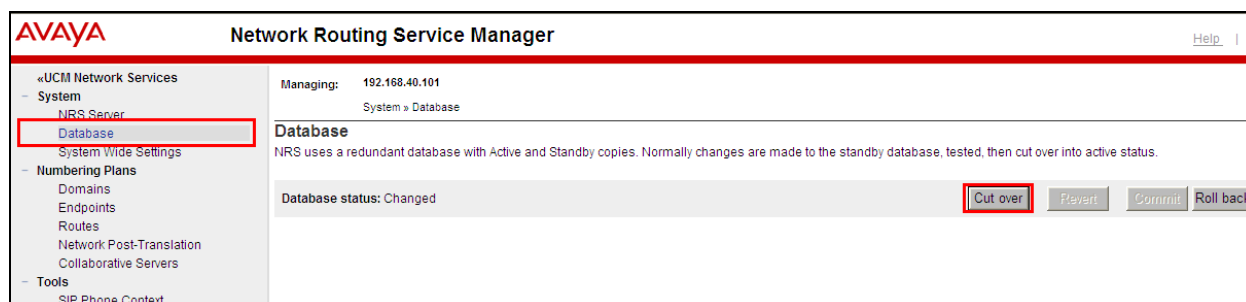 AVAYA
Network Routing Service Manager
Help |
«UCM Network Services
– System
NRS Server
Database
System Wide Settings
– Numbering Plans
Domains
Endpoints
Routes
Network Post-Translation
Collaborative Servers
– Tools
SIP Phone Context
Managing: 192.168.40.101
System » Database
Database
NRS uses a redundant database with Active and Standby copies. Normally changes are made to the standby database, tested, then cut over into active status.
Database status: Changed
Cut over
Revert
Commit
Roll back